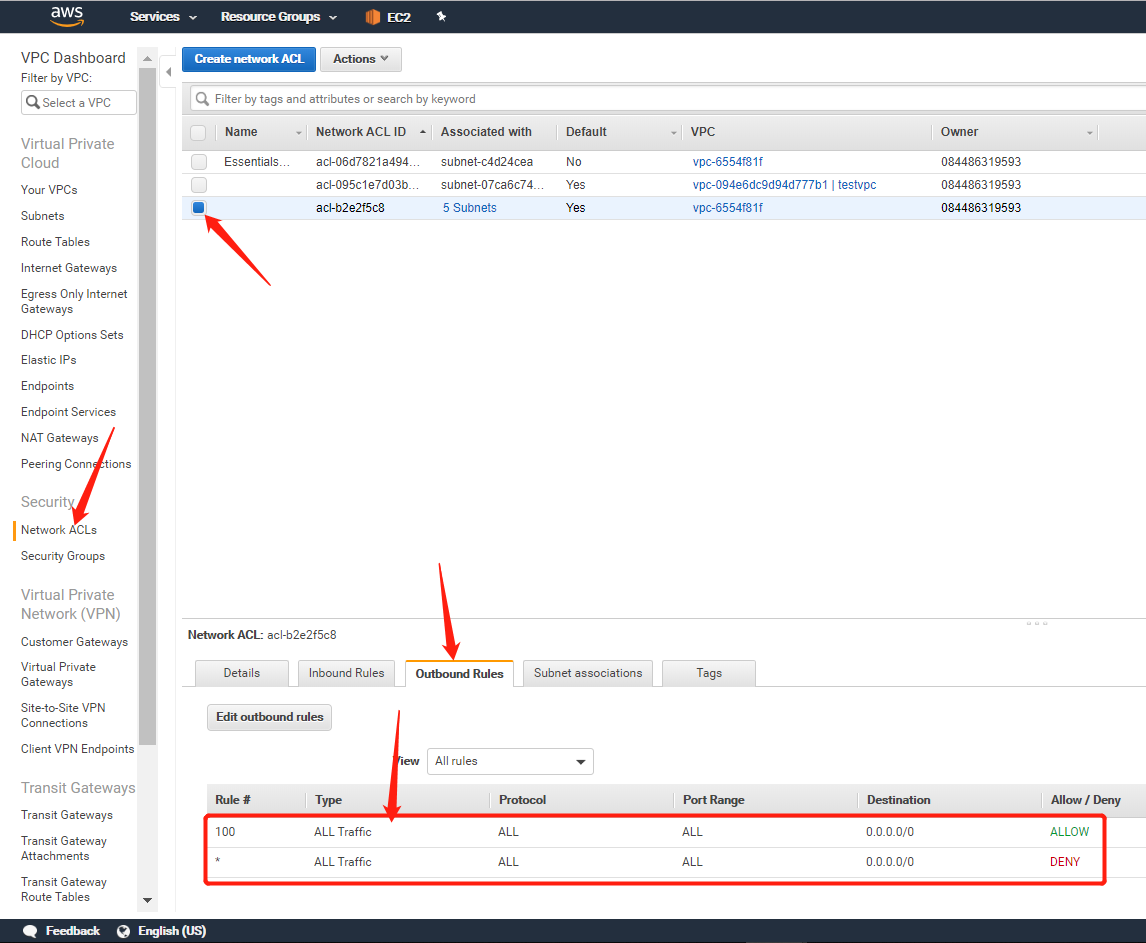 aws Services Resource Groups EC2
VPC Dashboard
Filter by VPC:
Select a VPC
Virtual Private
Cloud
Your VPCs
Subnets
Route Tables
Internet Gateways
Egress Only Internet
Gateways
DHCP Options Sets
Elastic IPs
Endpoints
Endpoint Services
NAT Gateways
Peering Connections
Security
Network ACLs
Security Groups
Virtual Private
Network (VPN)
Customer Gateways
Virtual Private
Gateways
Site-to-Site VPN
Connections
Client VPN Endpoints
Transit Gateways
Transit Gateways
Transit Gateway
Attachments
Transit Gateway
Route Tables
Create network ACL Actions
Filter by tags and attributes or search by keyword
Name Network ACL ID Associated with Default VPC Owner
Essentials... acl-06d7821a494... subnet-c4d24cea No vpc-6554f81f 084486319593
acl-095c1e7d03b... subnet-07ca6c74... Yes vpc-094e6dc9d94d777b1 | testvpc 084486319593
acl-b2e2f5c8 5 Subnets Yes vpc-6554f81f 084486319593
Network ACL: acl-b2e2f5c8
Details Inbound Rules Outbound Rules Subnet associations Tags
Edit outbound rules
View All rules
Rule # Type Protocol Port Range Destination Allow / Deny
100 ALL Traffic ALL ALL 0.0.0.0/0 ALLOW
* ALL Traffic ALL ALL 0.0.0.0/0 DENY
Feedback English (US)